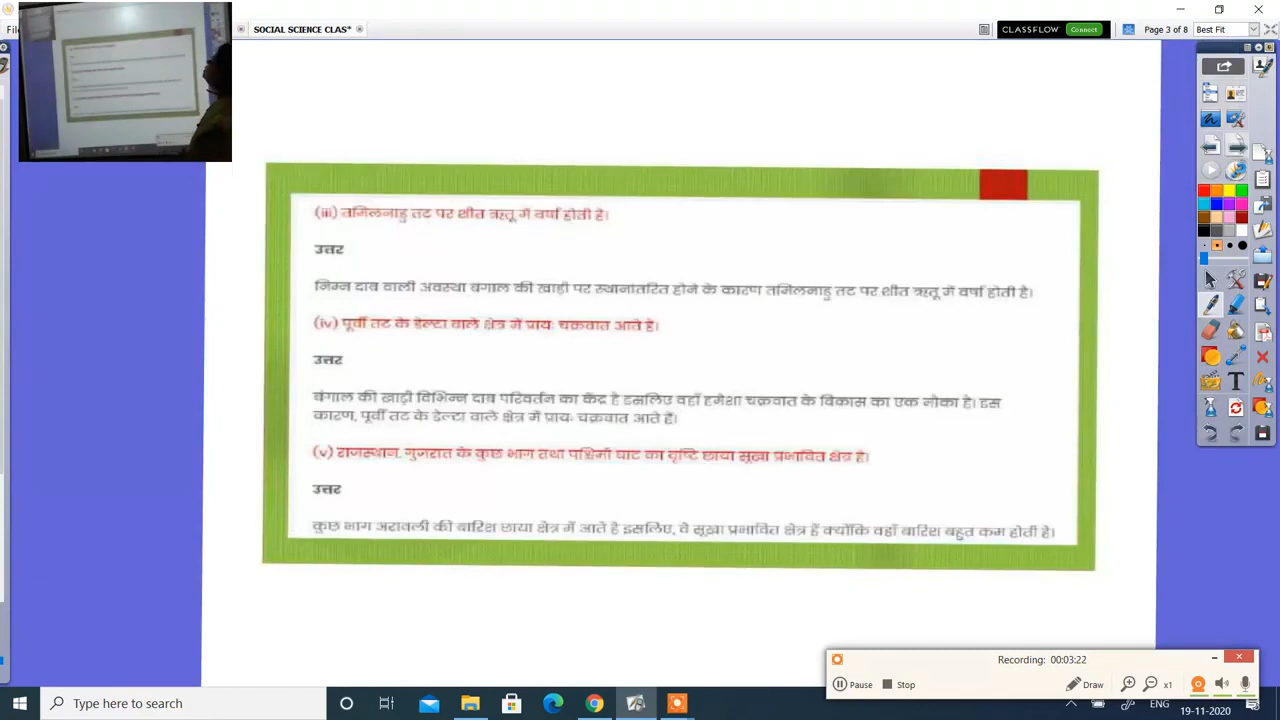 Fil
SOCIAL SCIENCE CLAS*
CLASSFLOW
Connect
Page 3 of 8
Best Fit
(iii) तमिलनाडु तट पर शीत ऋतू में वर्षा होती है।
उत्तर
निम्न दाब वाली अवस्था बंगाल की खाड़ी पर स्थानांतरित होने के कारण तमिलनाडु तट पर शीत ऋतू में वर्षा होती है।
(iv) पूर्वी तट के डेल्टा वाले क्षेत्र में प्रायः चक्रवात आते है।
उत्तर
बंगाल की खाड़ी विभिन्न दाब परिवर्तन का केंद्र है इसलिए वहाँ हमेशा चक्रवात के विकास का एक नोका है। इस
कारण, पूर्वी तट के डेल्टा वाले क्षेत्र में प्रायः चक्रवात आते हैं।
(v) राजस्थान, गुजरात के कुछ भाग तथा पश्चिमी घाट का वृष्टि छाया सूखा प्रभावित क्षेत्र है।
उत्तर
कुछ भाग अरावली की बारिश छाया क्षेत्र में आते है इसलिए, वे सूखा प्रभावित क्षेत्र हैं क्योंकि वहाँ बारिश बहुत कम होती है।
Recording: 00:03:22
Pause
Stop
Draw
x1
Type here to search
ENG
19-11-2020